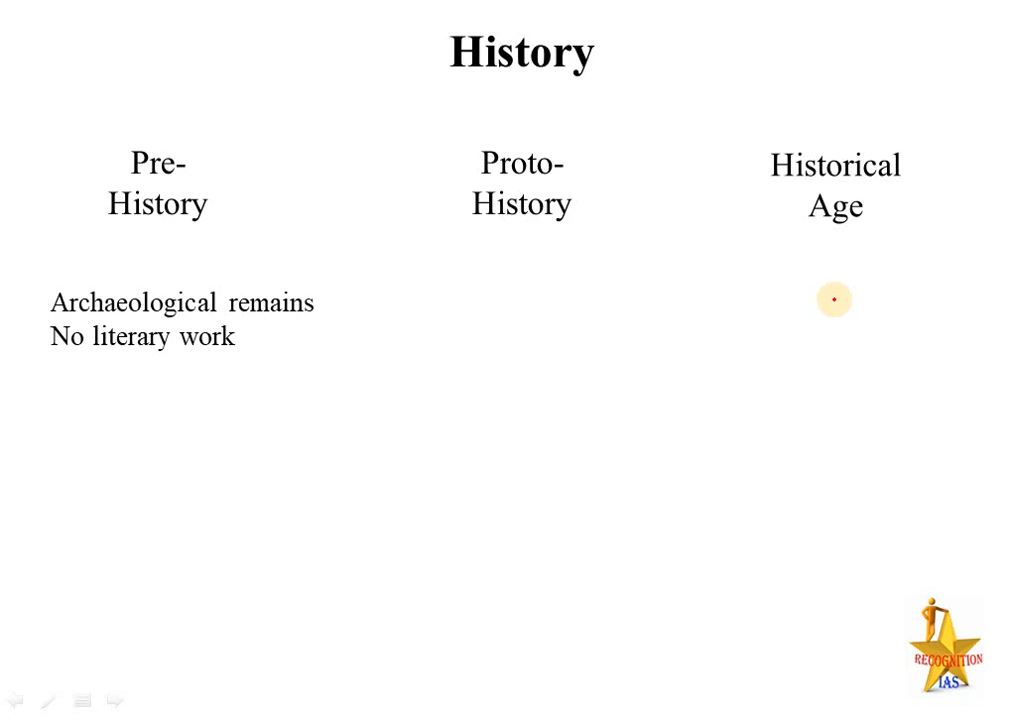 History
Pre-
History
Proto-
History
Historical
Age
Archaeological remains
No literary work
RECOGNITION
IAS